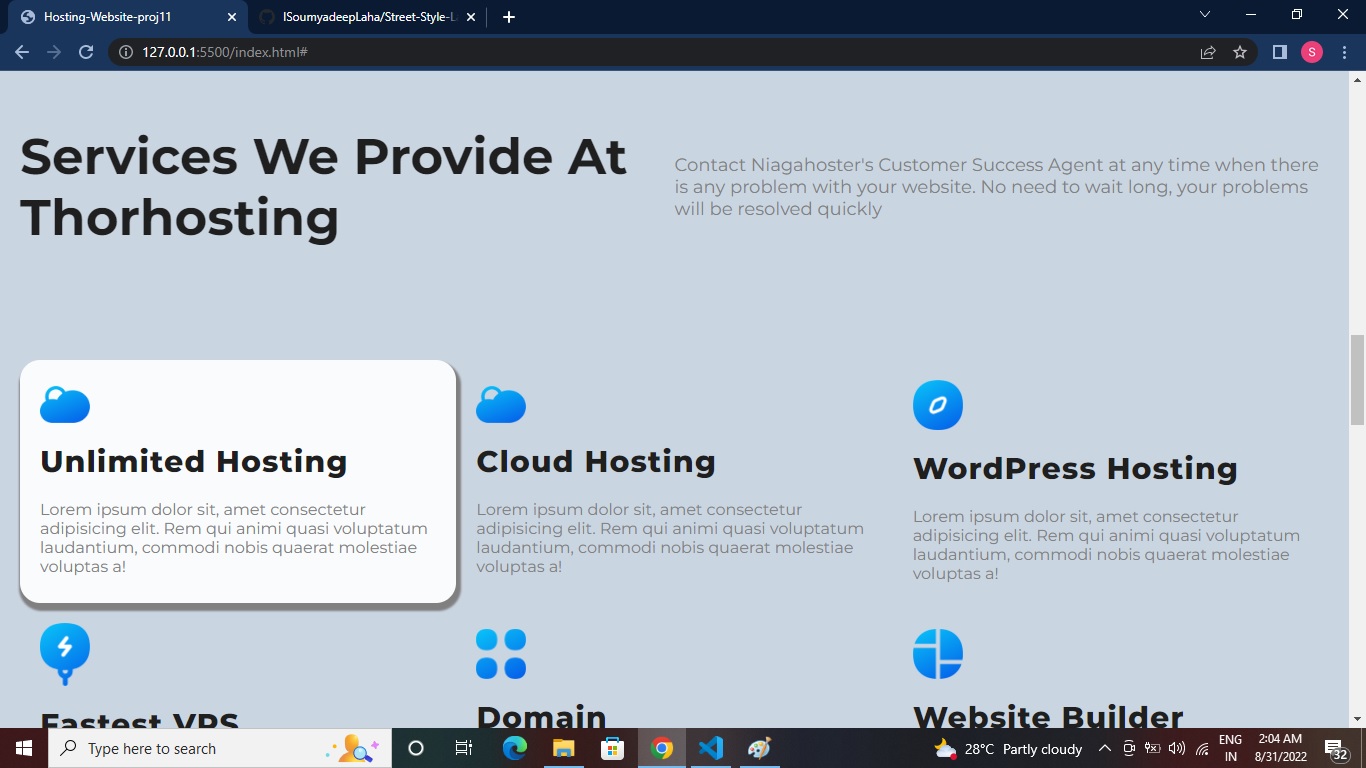 Hosting-Website-proj11
ISoumyadeepLaha/Street-Style-L
127.0.0.1:5500/index.html#
S
Services We Provide At
Thorhosting
Contact Niagahoster's Customer Success Agent at any time when there
is any problem with your website. No need to wait long, your problems
will be resolved quickly
Unlimited Hosting
Lorem ipsum dolor sit, amet consectetur
adipisicing elit. Rem qui animi quasi voluptatum
laudantium, commodi nobis quaerat molestiae
voluptas a!
Cloud Hosting
Lorem ipsum dolor sit, amet consectetur
adipisicing elit. Rem qui animi quasi voluptatum
laudantium, commodi nobis quaerat molestiae
voluptas a!
WordPress Hosting
Lorem ipsum dolor sit, amet consectetur
adipisicing elit. Rem qui animi quasi voluptatum
laudantium, commodi nobis quaerat molestiae
voluptas a!
Fastest VPS
Domain
Website Builder
Type here to search
28°C Partly cloudy
ENG
IN
2:04 AM
8/31/2022
32